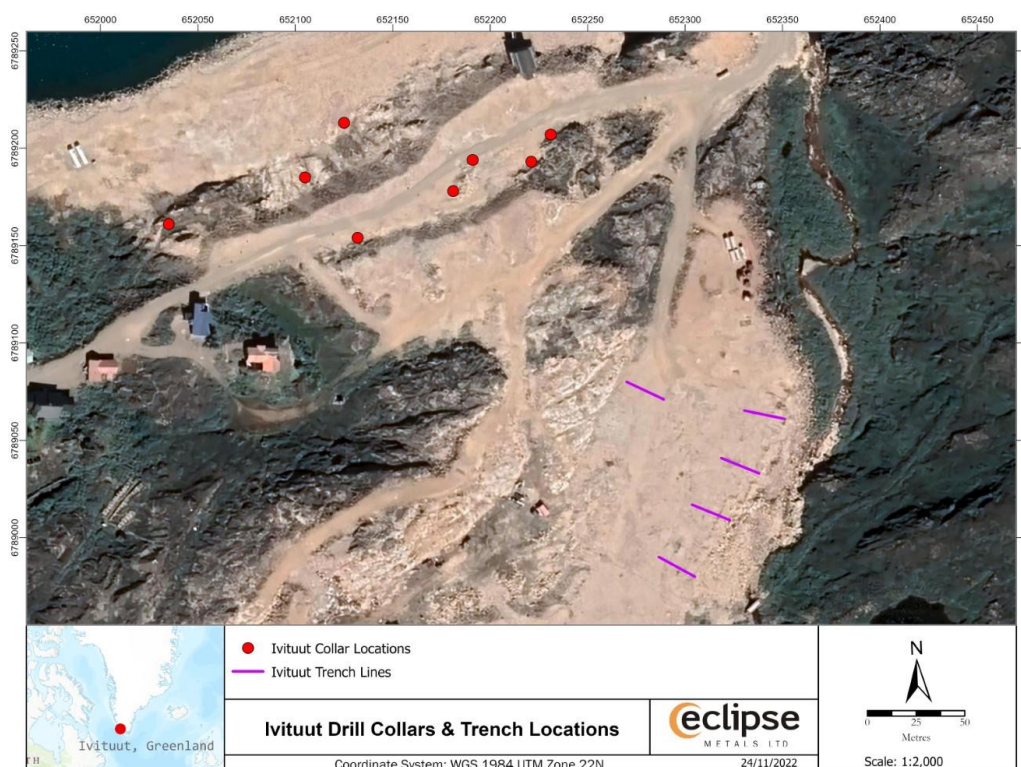 652000 652050 652100 652150 652200 652250 652300 652350 652400 652450
6789250
6789200
6789150
6789100
6789050
6789000
Ivituut Collar Locations
Ivituut Trench Lines
Ivituut, Greenland
TH
Ivituut Drill Collars & Trench Locations
Coordinate System: WGS 1984 UTM Zone 22N
eclipse
METALS LTD
24/11/2022
N
0 25 50
Metres
Scale: 1:2,000